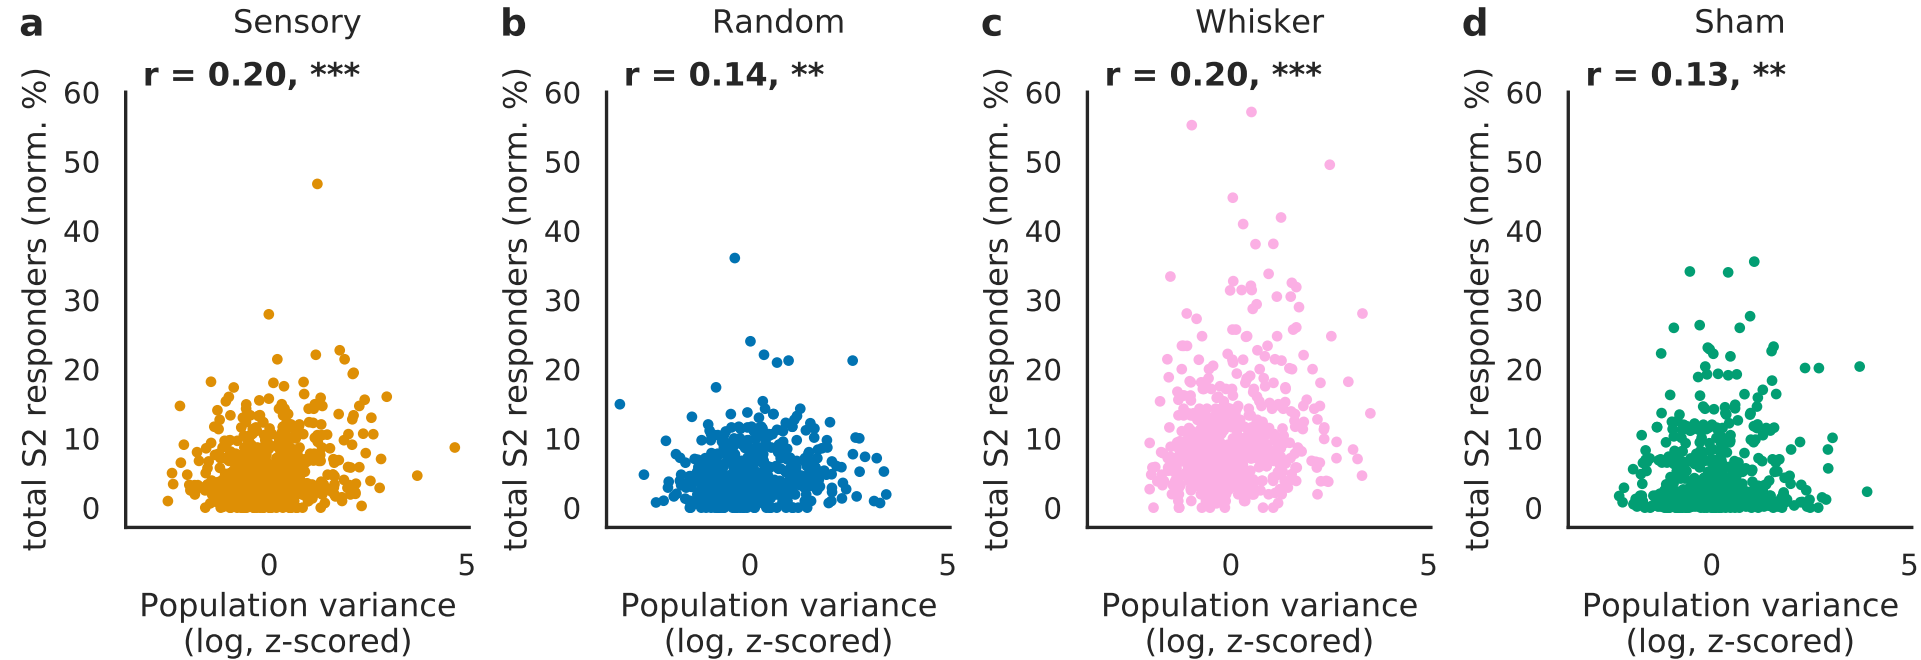 a Sensory
r = 0.20, ***
total S2 responders (norm. %)
60
50
40
30
20
10
0
0 5
Population variance
(log, z-scored)
b Random
r = 0.14, **
total S2 responders (norm. %)
60
50
40
30
20
10
0
0 5
Population variance
(log, z-scored)
c Whisker
r = 0.20, ***
total S2 responders (norm. %)
60
50
40
30
20
10
0
0 5
Population variance
(log, z-scored)
d Sham
r = 0.13, **
total S2 responders (norm. %)
60
50
40
30
20
10
0
0 5
Population variance
(log, z-scored)